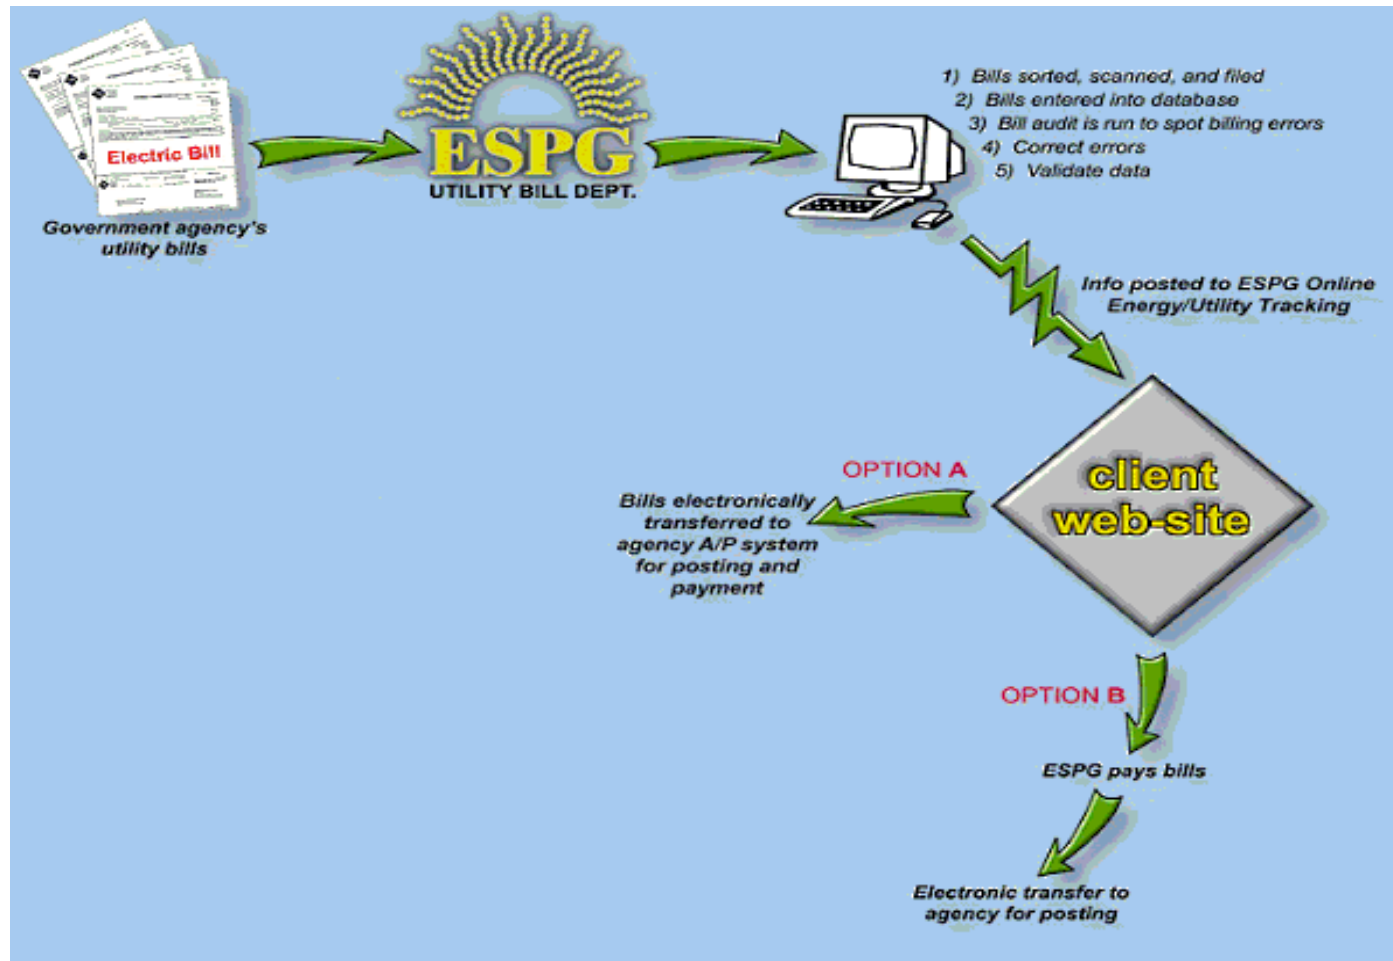 Electric Bill
Government agency's
utility bills
ESPG
UTILITY BILL DEPT.
1) Bills sorted, scanned, and filed
2) Bills entered into database
3) Bill audit is run to spot billing errors
4) Correct errors
5) Validate data
Info posted to ESPG Online
Energy/Utility Tracking
client
web-site
OPTION A
Bills electronically
transferred to
agency A/P system
for posting and
payment
OPTION B
ESPG pays bills
Electronic transfer to
agency for posting